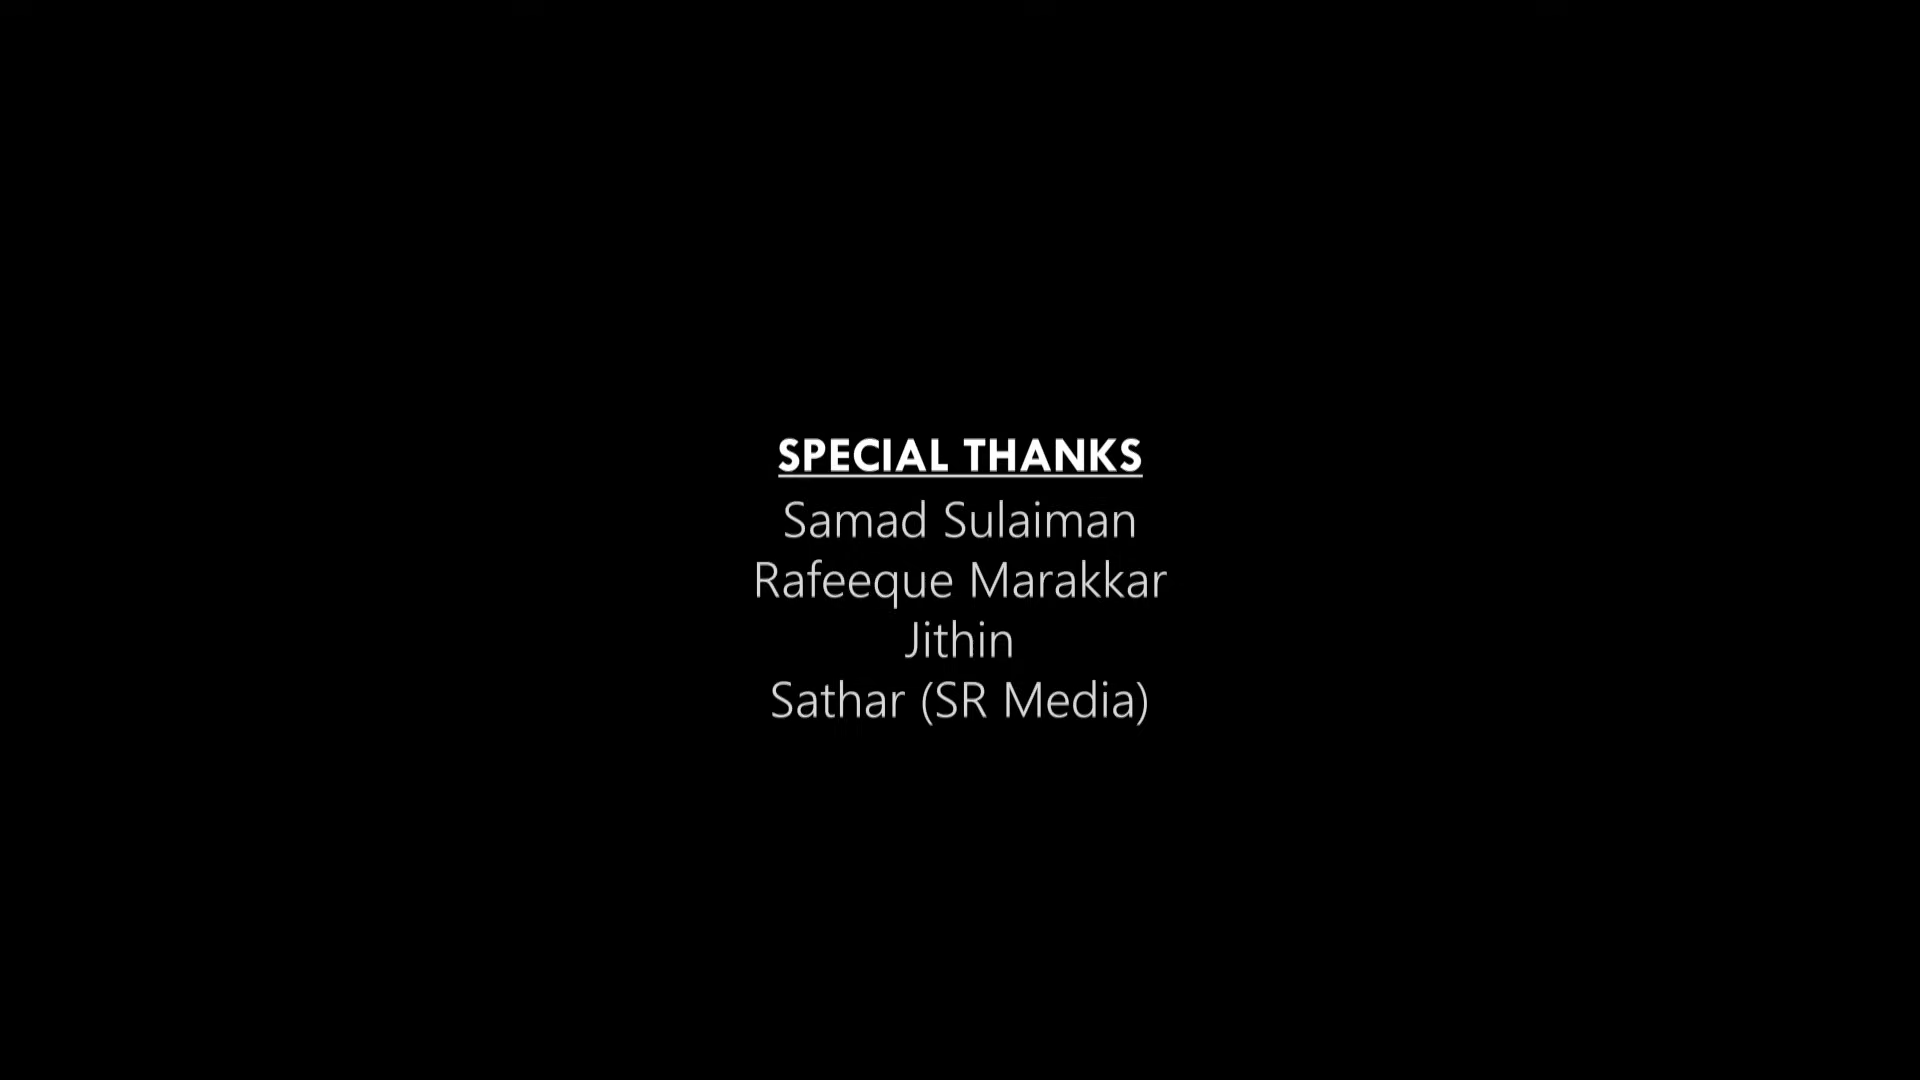 SPECIAL THANKS
Samad Sulaiman
Rafeeque Marakkar
Jithin
Sathar (SR Media)